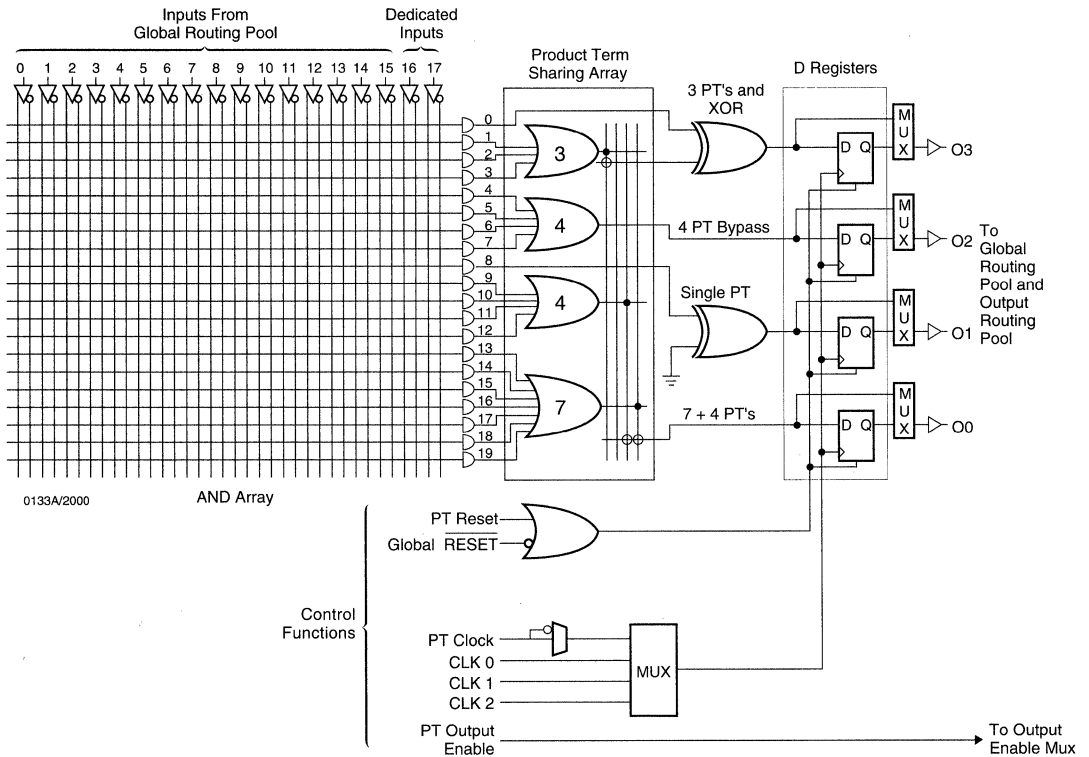 Inputs From
Global Routing Pool
Dedicated
Inputs
0 1 2 3 4 5 6 7 8 9 10 11 12 13 14 15 16 17
Product Term
Sharing Array
D Registers
3 PT's and
XOR
0
1
2
3
4
5
6
7
8
9
10
11
12
13
14
15
16
17
18
19
3
4
4
7
4 PT Bypass
Single PT
7 + 4 PT's
D Q
MUX
O3
D Q
MUX
O2
D Q
MUX
O1
D Q
MUX
O0
To
Global
Routing
Pool and
Output
Routing
Pool
0133A/2000
AND Array
Control
Functions
PT Reset
Global RESET
PT Clock
CLK 0
CLK 1
CLK 2
MUX
PT Output
Enable
To Output
Enable Mux